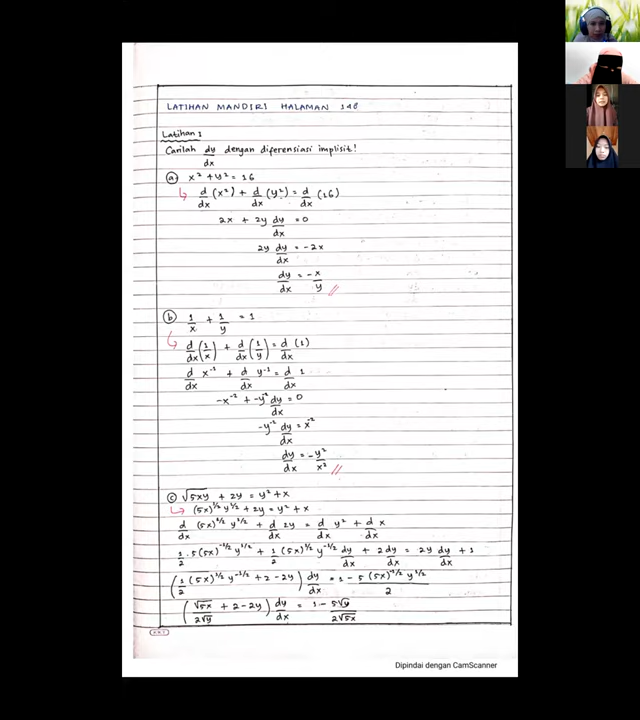 LATIHAN MANDIRI HALAMAN 148
Latihan 1
Carilah dy/dx dengan diferensiasi implisit!
(a) x² + y² = 16
↳ d/dx (x²) + d/dx (y²) = d/dx (16)
2x + 2y dy/dx = 0
2y dy/dx = -2x
dy/dx = -x/y //
(b) 1/x + 1/y = 1
↳ d/dx (1/x) + d/dx (1/y) = d/dx (1)
d/dx x⁻¹ + d/dx y⁻¹ = d/dx 1
-x⁻² + -y⁻² dy/dx = 0
-y⁻² dy/dx = x⁻²
dy/dx = -y²/x² //
(c) √5xy + 2y = y² + x
↳ (5x)^1/2 y^1/2 + 2y = y² + x
d/dx (5x)^1/2 y^1/2 + d/dx 2y = d/dx y² + d/dx x
1/2 . 5(5x)^-1/2 y^1/2 + 1/2 (5x)^1/2 y^-1/2 dy/dx + 2 dy/dx = 2y dy/dx + 1
(1/2 (5x)^1/2 y^-1/2 + 2 - 2y) dy/dx = 1 - 5(5x)^-1/2 y^1/2 / 2
(√5x/2√y + 2 - 2y) dy/dx = 1 - 5√y/2√5x
Dipindai dengan CamScanner